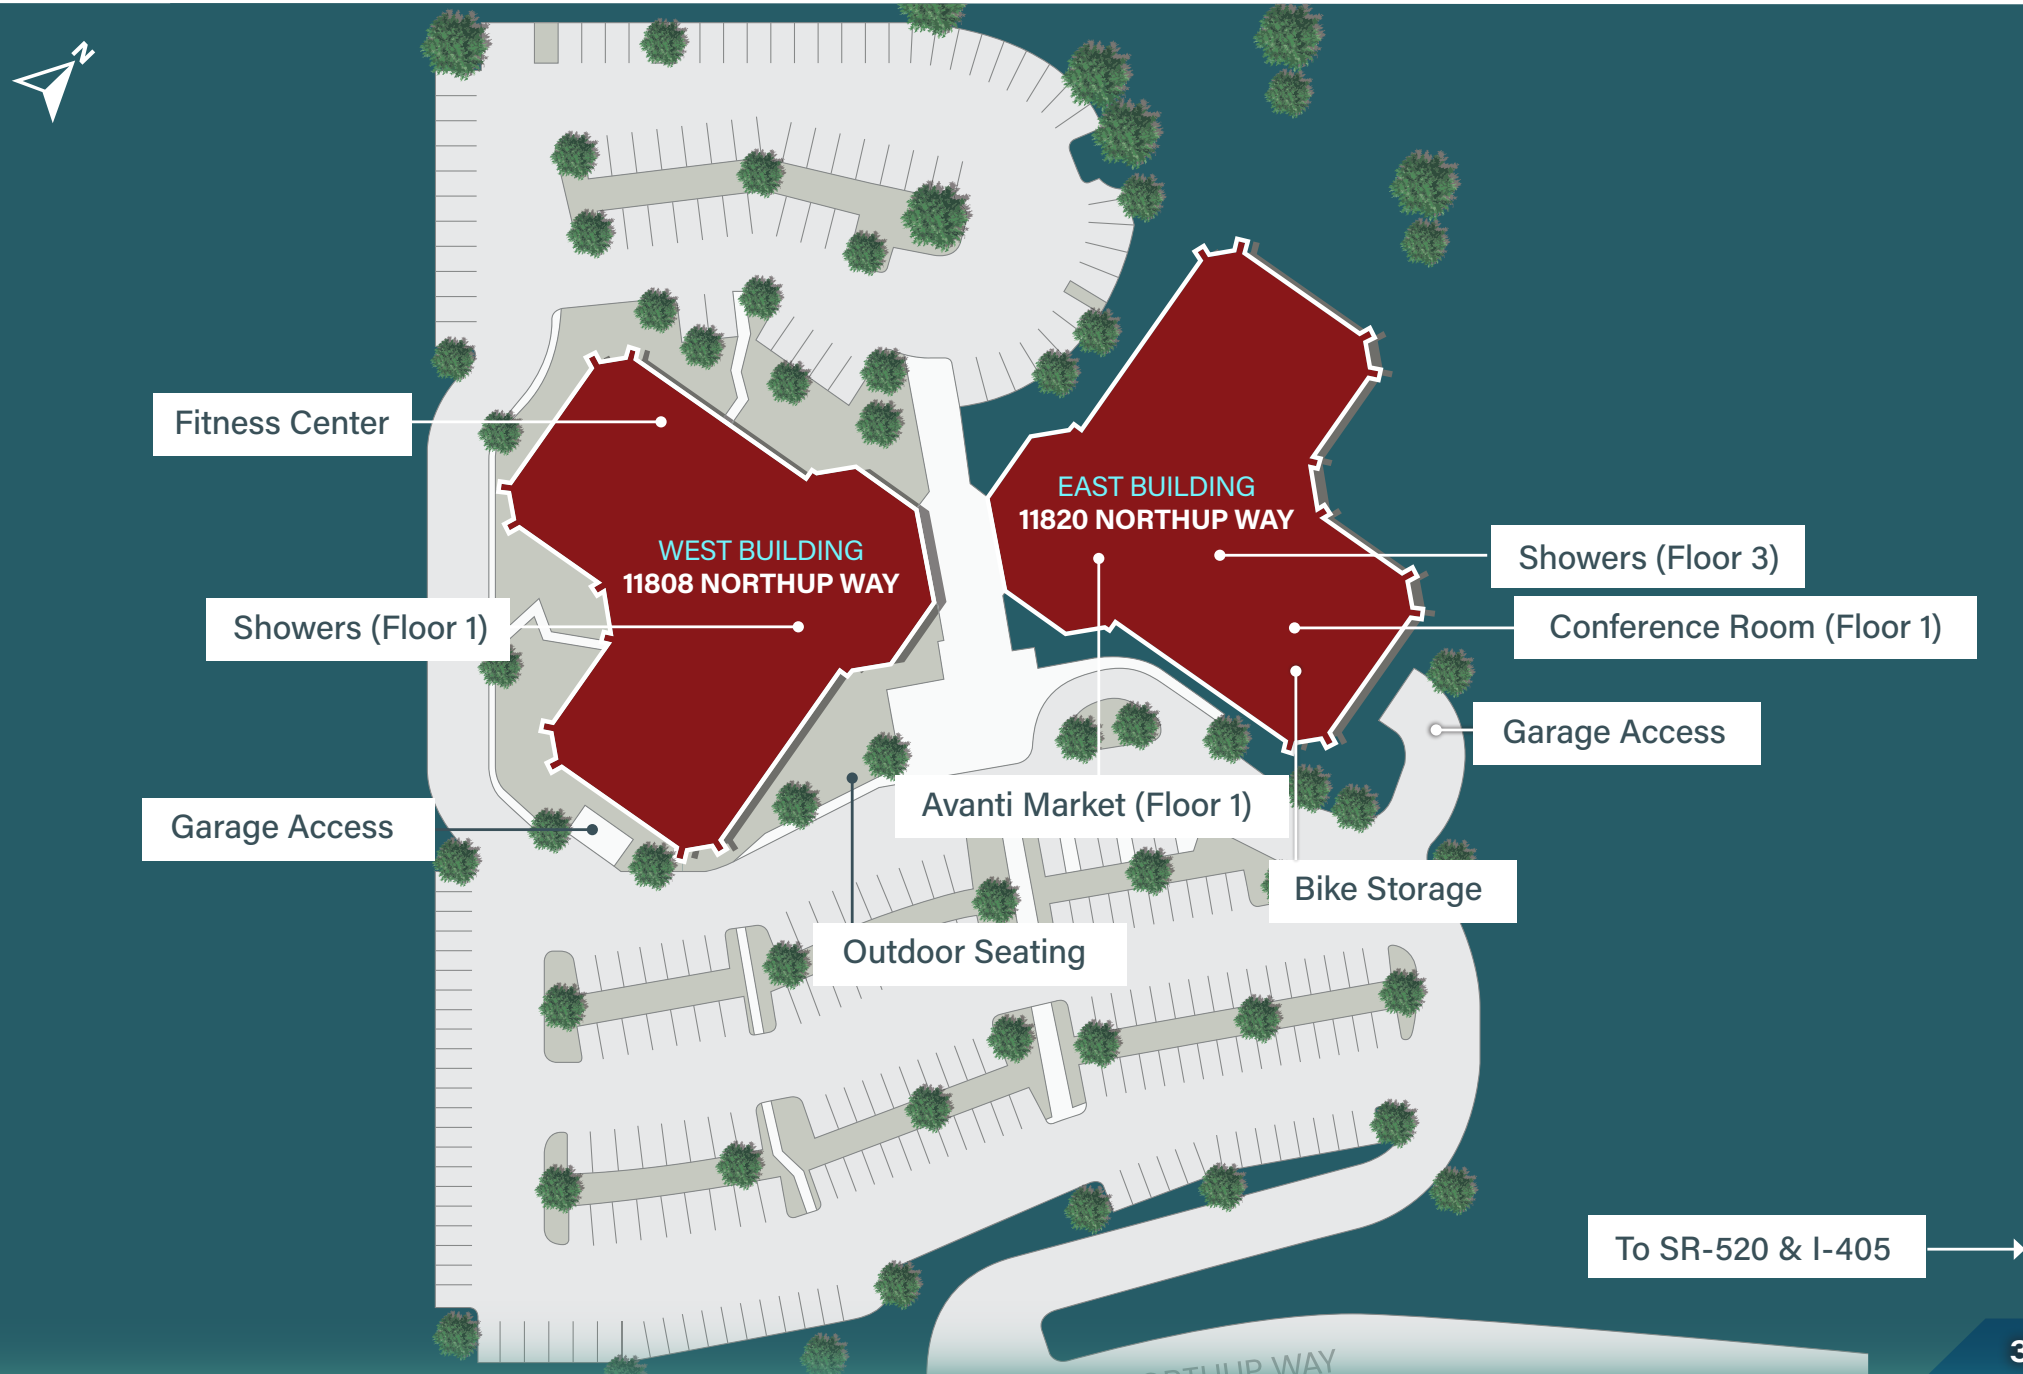 N
Fitness Center
EAST BUILDING
11820 NORTHUP WAY
WEST BUILDING
11808 NORTHUP WAY
Showers (Floor 3)
Showers (Floor 1)
Conference Room (Floor 1)
Garage Access
Avanti Market (Floor 1)
Garage Access
Bike Storage
Outdoor Seating
To SR-520 & I-405
WAY
3